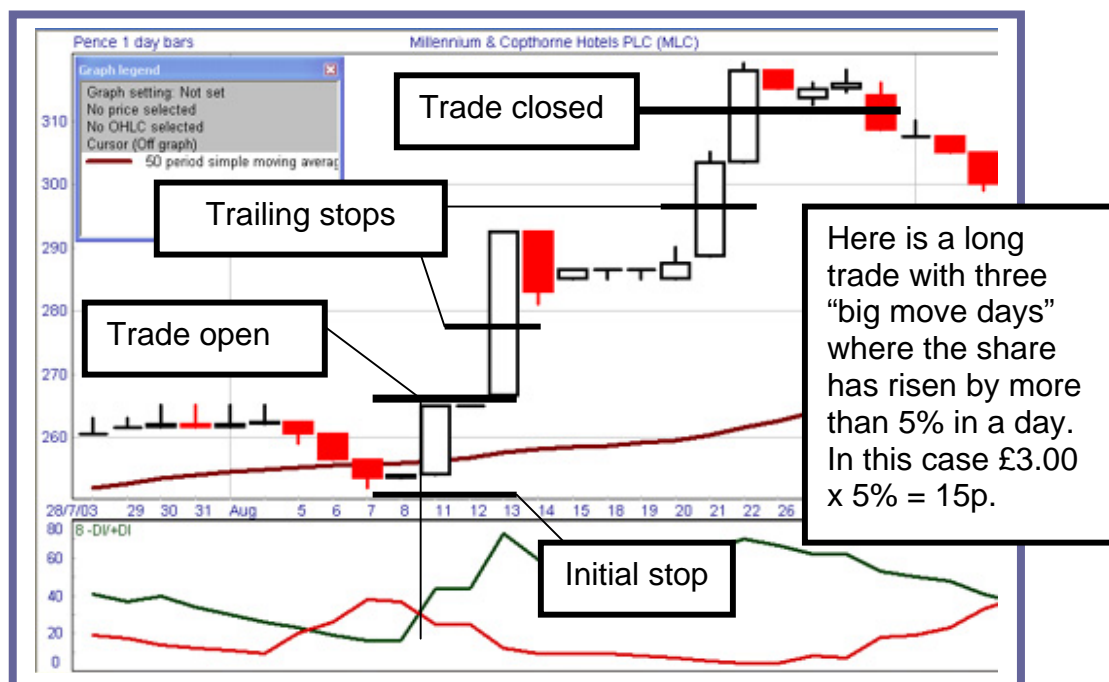 Pence 1 day bars
Millennium & Copthorne Hotels PLC (MLC)
Graph legend
Graph setting: Not set
No price selected
No OHLC selected
Cursor (Off graph)
50 period simple moving averag
Trade closed
Trailing stops
Trade open
Here is a long
trade with three
“big move days”
where the share
has risen by more
than 5% in a day.
In this case £3.00
x 5% = 15p.
Initial stop
310
300
290
280
270
260
28/7/03 29 30 31 Aug 5 6 7 8 11 12 13 14 15 18 19 20 21 22 26
8 -DI/+DI
80
60
40
20
0